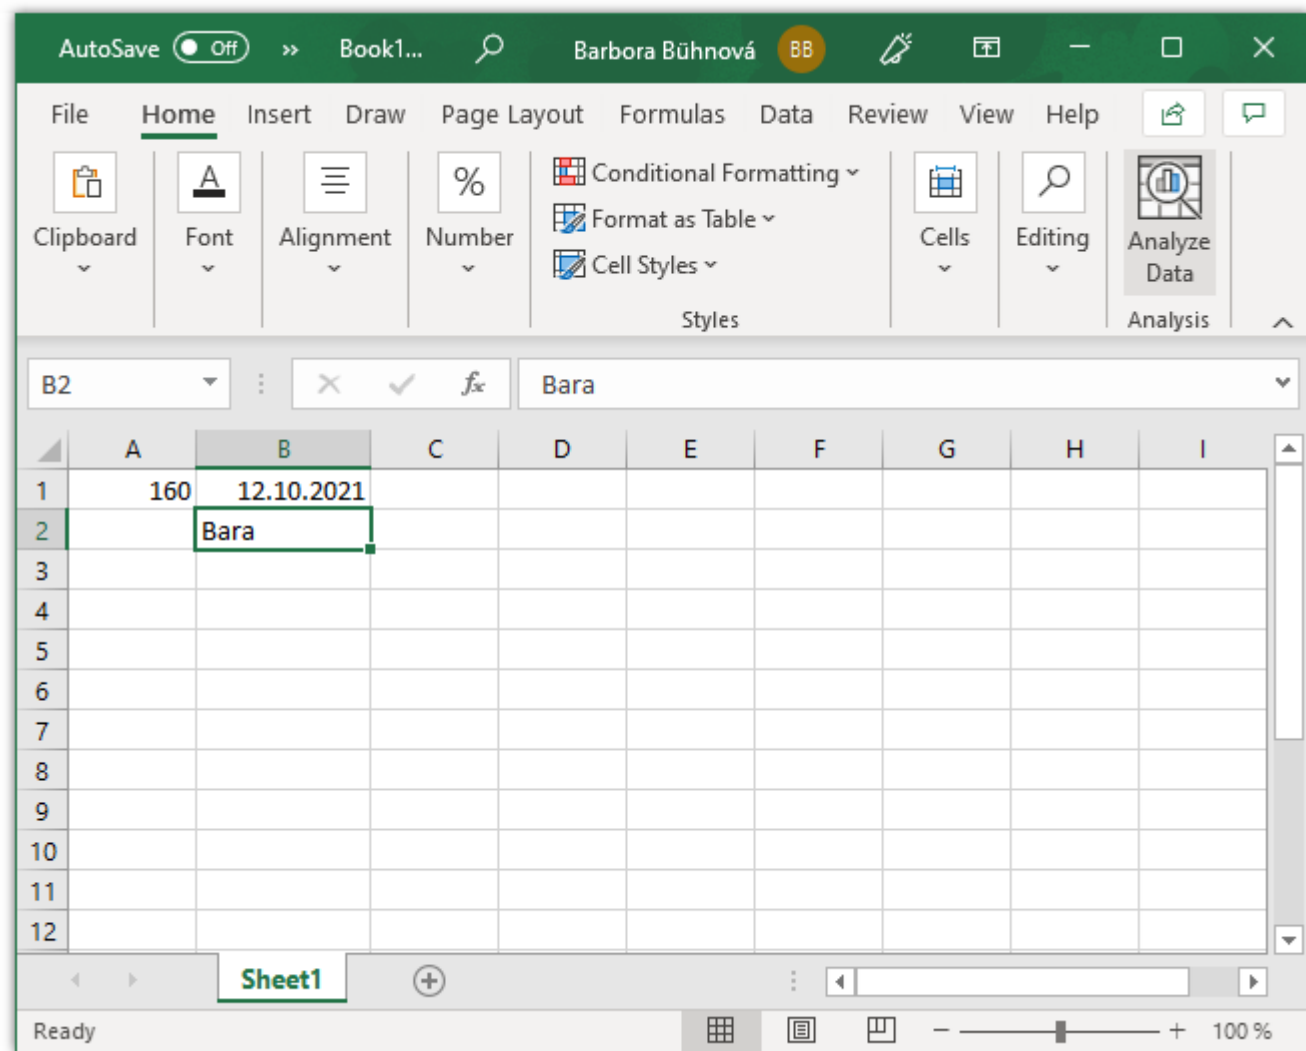 AutoSave Off » Book1... Barbora Bühnová BB
File Home Insert Draw Page Layout Formulas Data Review View Help
Conditional Formatting
Format as Table
Cell Styles
Clipboard Font Alignment Number Cells Editing Analyze Data
Styles Analysis
B2 fx Bara
A B C D E F G H I
1 160 12.10.2021
2 Bara
3
4
5
6
7
8
9
10
11
12
Sheet1
Ready 100 %